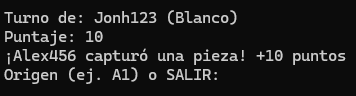 Turno de: Jonh123 (Blanco)
Puntaje: 10
¡Alex456 capturó una pieza! +10 puntos
Origen (ej. A1) o SALIR: